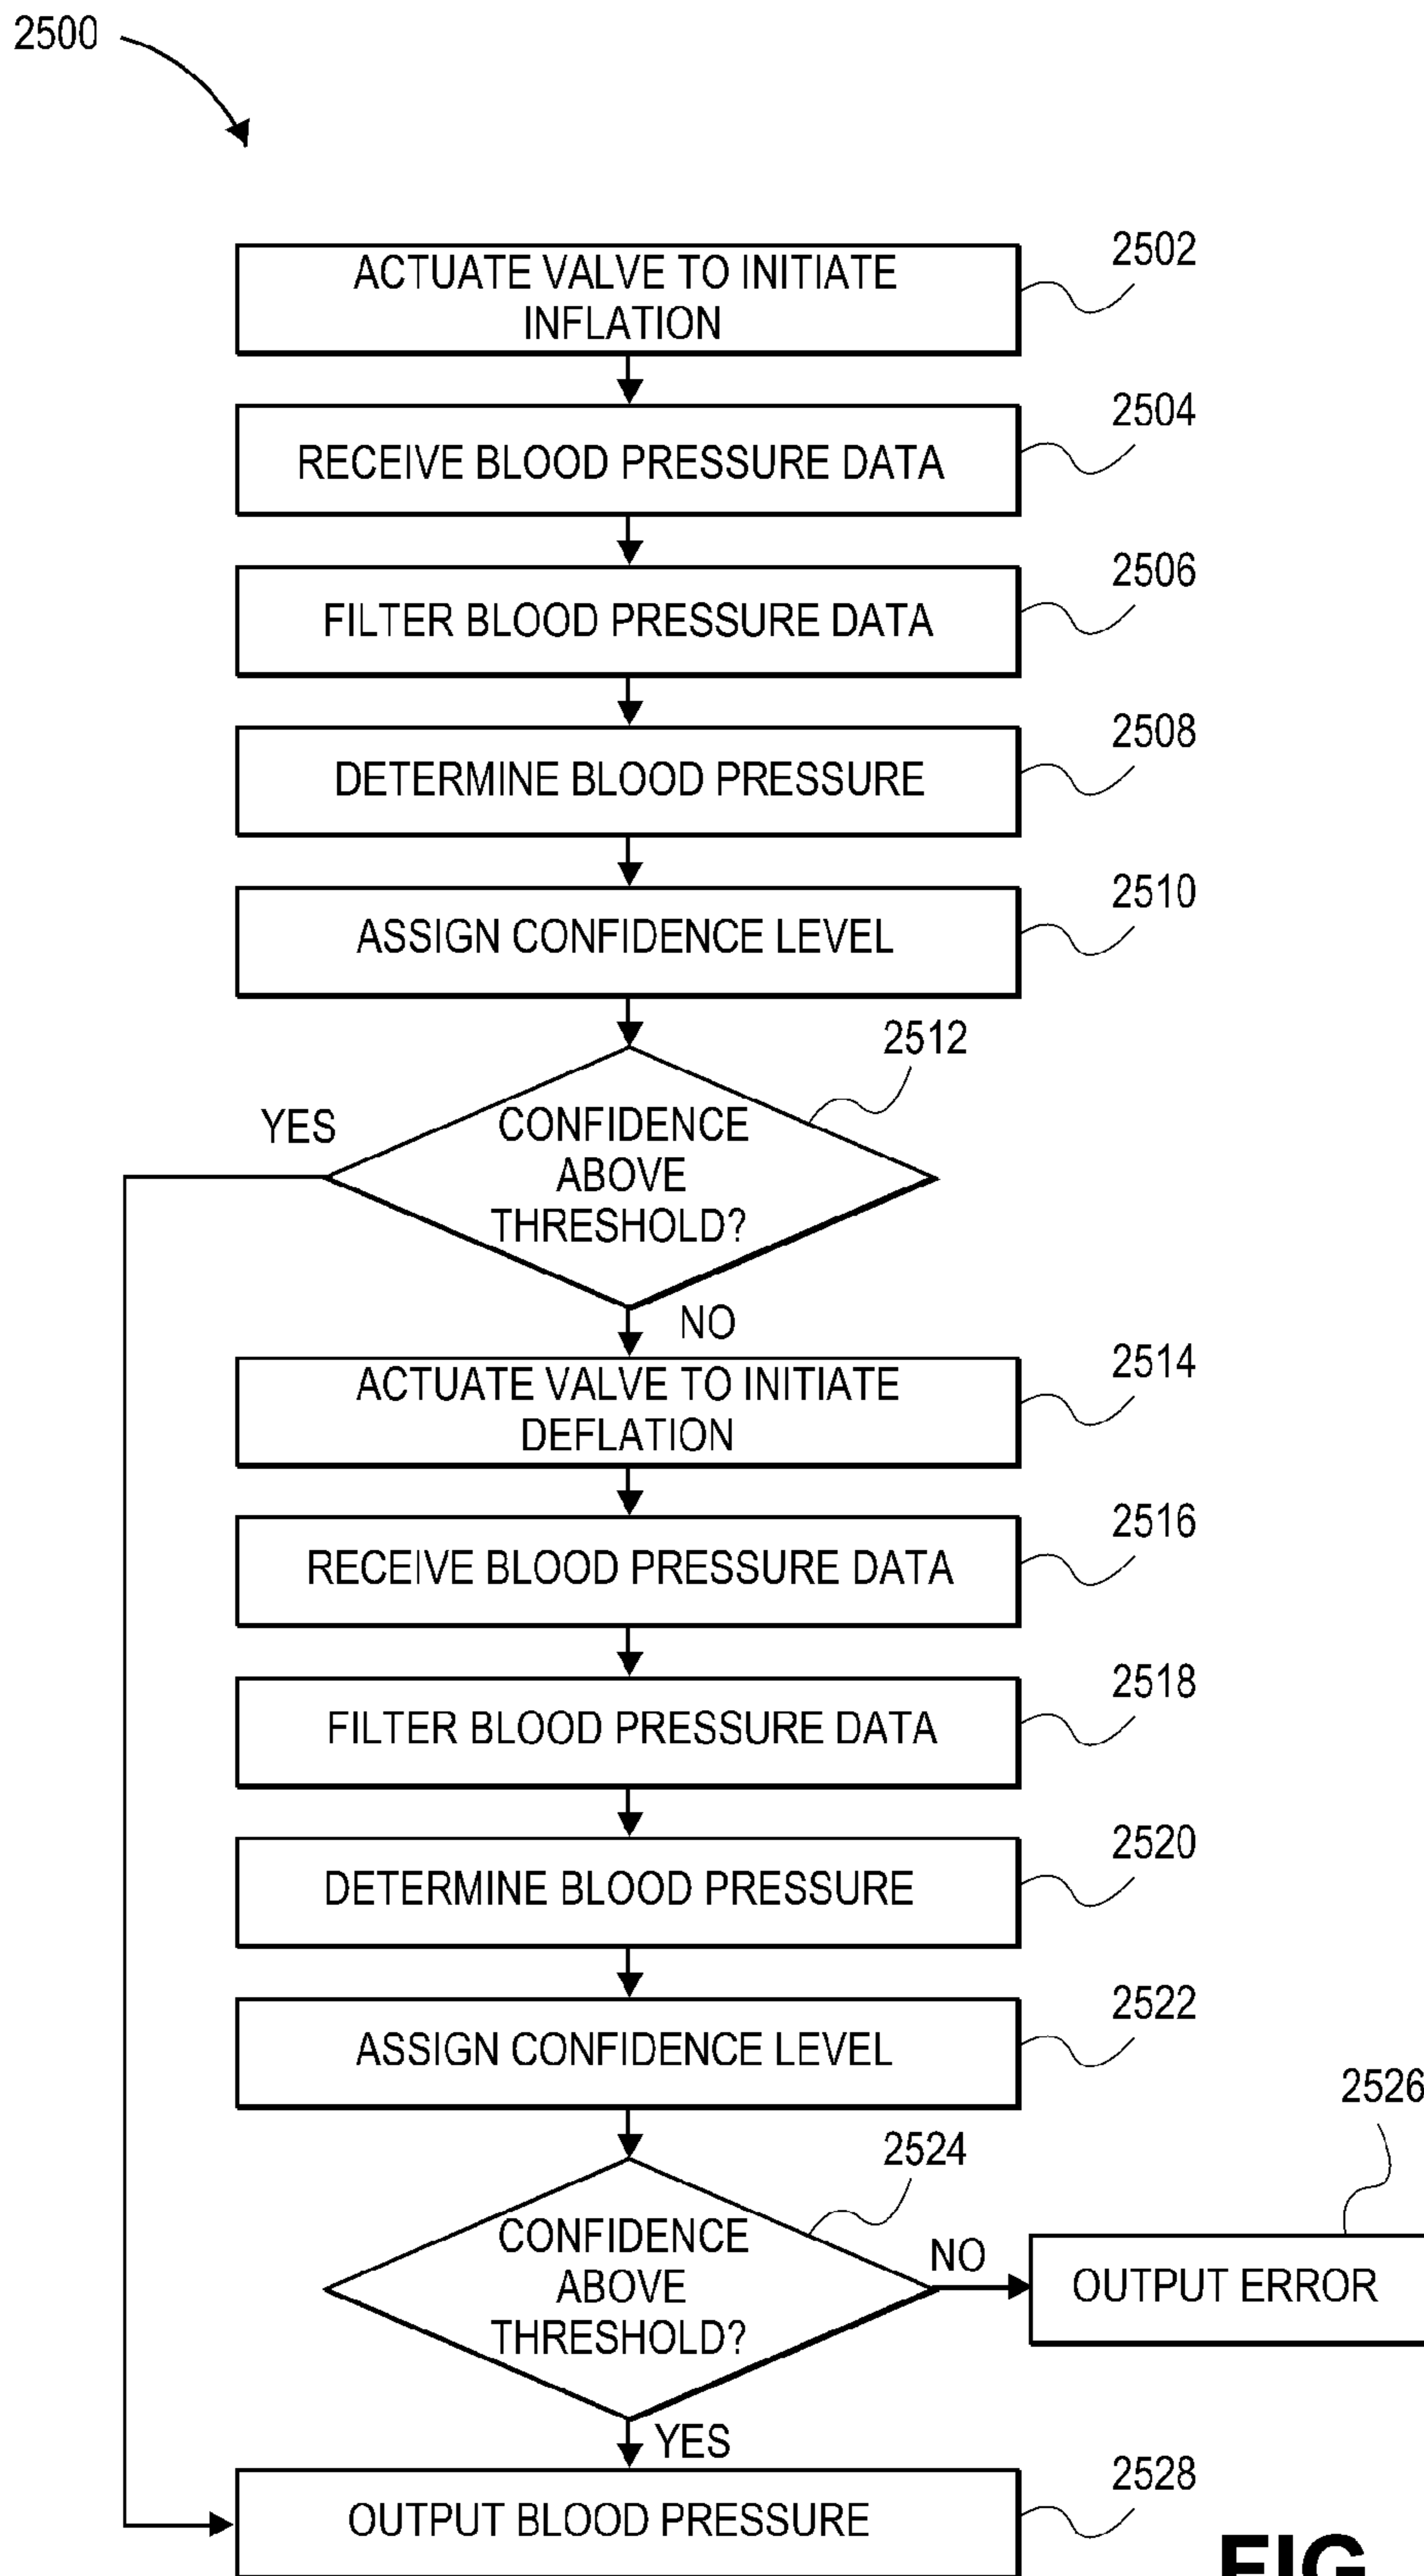 2500
ACTUATE VALVE TO INITIATE
INFLATION
2502
RECEIVE BLOOD PRESSURE DATA
2504
FILTER BLOOD PRESSURE DATA
2506
DETERMINE BLOOD PRESSURE
2508
ASSIGN CONFIDENCE LEVEL
2510
2512
YES
CONFIDENCE
ABOVE
THRESHOLD?
NO
ACTUATE VALVE TO INITIATE
DEFLATION
2514
RECEIVE BLOOD PRESSURE DATA
2516
FILTER BLOOD PRESSURE DATA
2518
DETERMINE BLOOD PRESSURE
2520
ASSIGN CONFIDENCE LEVEL
2522
2524
CONFIDENCE
ABOVE
THRESHOLD?
NO
2526
OUTPUT ERROR
YES
OUTPUT BLOOD PRESSURE
2528
FIG